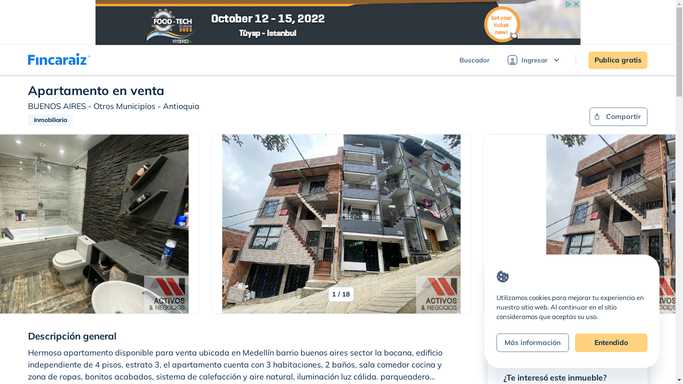 FOOD-TECH
October 12 - 15, 2022
Tüyap - Istanbul
Get your
ticket
now!
Fincaraiz
Buscador
Ingresar
Publica gratis
Apartamento en venta
BUENOS AIRES - Otros Municipios - Antioquia
Inmobiliaria
Compartir
ACTIVOS
& NEGOCIOS
1 / 18
ACTIVOS
& NEGOCIOS
Utilizamos cookies para mejorar tu experiencia en
nuestro sitio web. Al continuar en el sitio
consideramos que aceptas su uso.
Más información
Entendido
Descripción general
Hermoso apartamento disponible para venta ubicada en Medellín barrio buenos aires sector la bocana, edificio
independiente de 4 pisos, estrato 3, el apartamento cuenta con 3 habitaciones, 2 baños, sala comedor cocina y
zona de ropas, bonitos acabados, sistema de calefacción y aire natural, iluminación luz cálida. parqueadero...
¿Te interesó este inmueble?